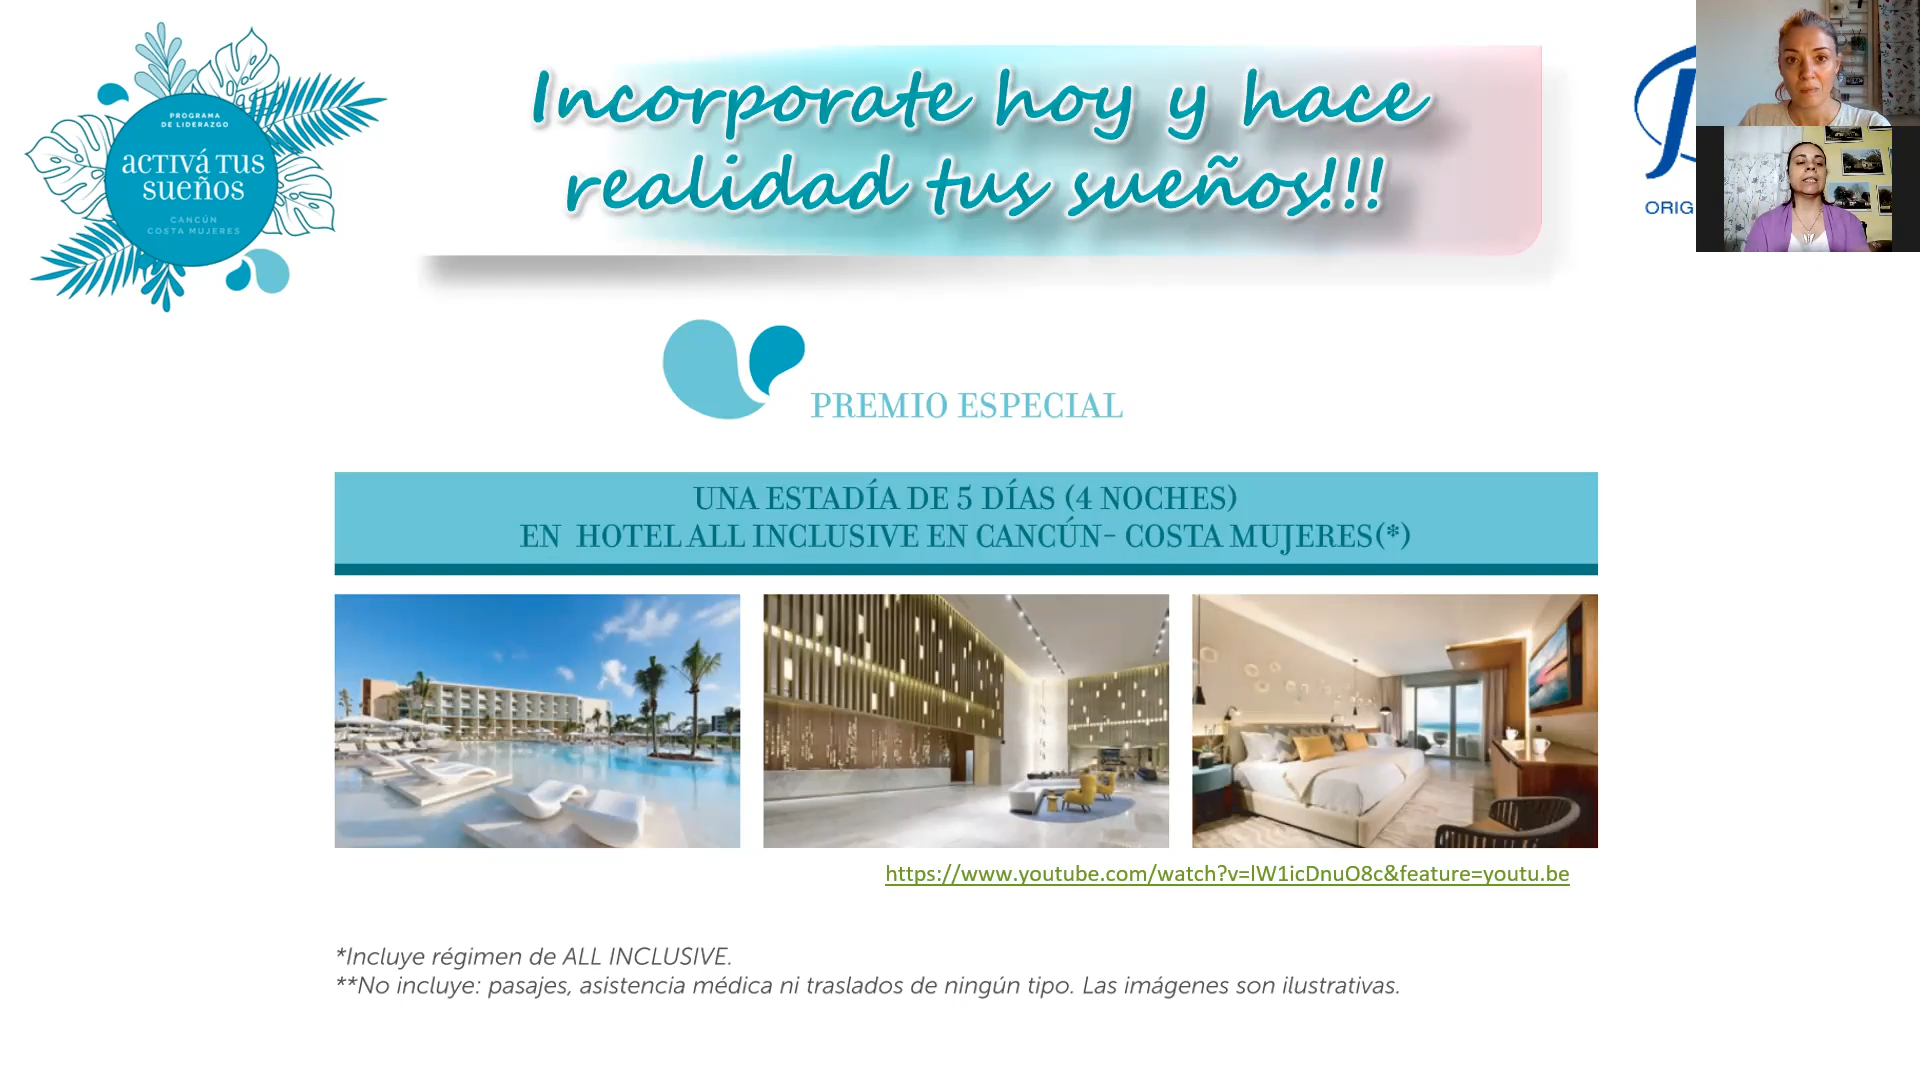 PROGRAMA
DE LIDERAZGO
ACTIVÁ TUS
SUEÑOS
CANCÚN
COSTA MUJERES
Incorporate hoy y hace
realidad tus sueños!!!
ORIG
PREMIO ESPECIAL
UNA ESTADÍA DE 5 DÍAS (4 NOCHES)
EN HOTEL ALL INCLUSIVE EN CANCÚN- COSTA MUJERES(*)
https://www.youtube.com/watch?v=lW1icDnuO8c&feature=youtu.be
*Incluye régimen de ALL INCLUSIVE.
**No incluye: pasajes, asistencia médica ni traslados de ningún tipo. Las imágenes son ilustrativas.